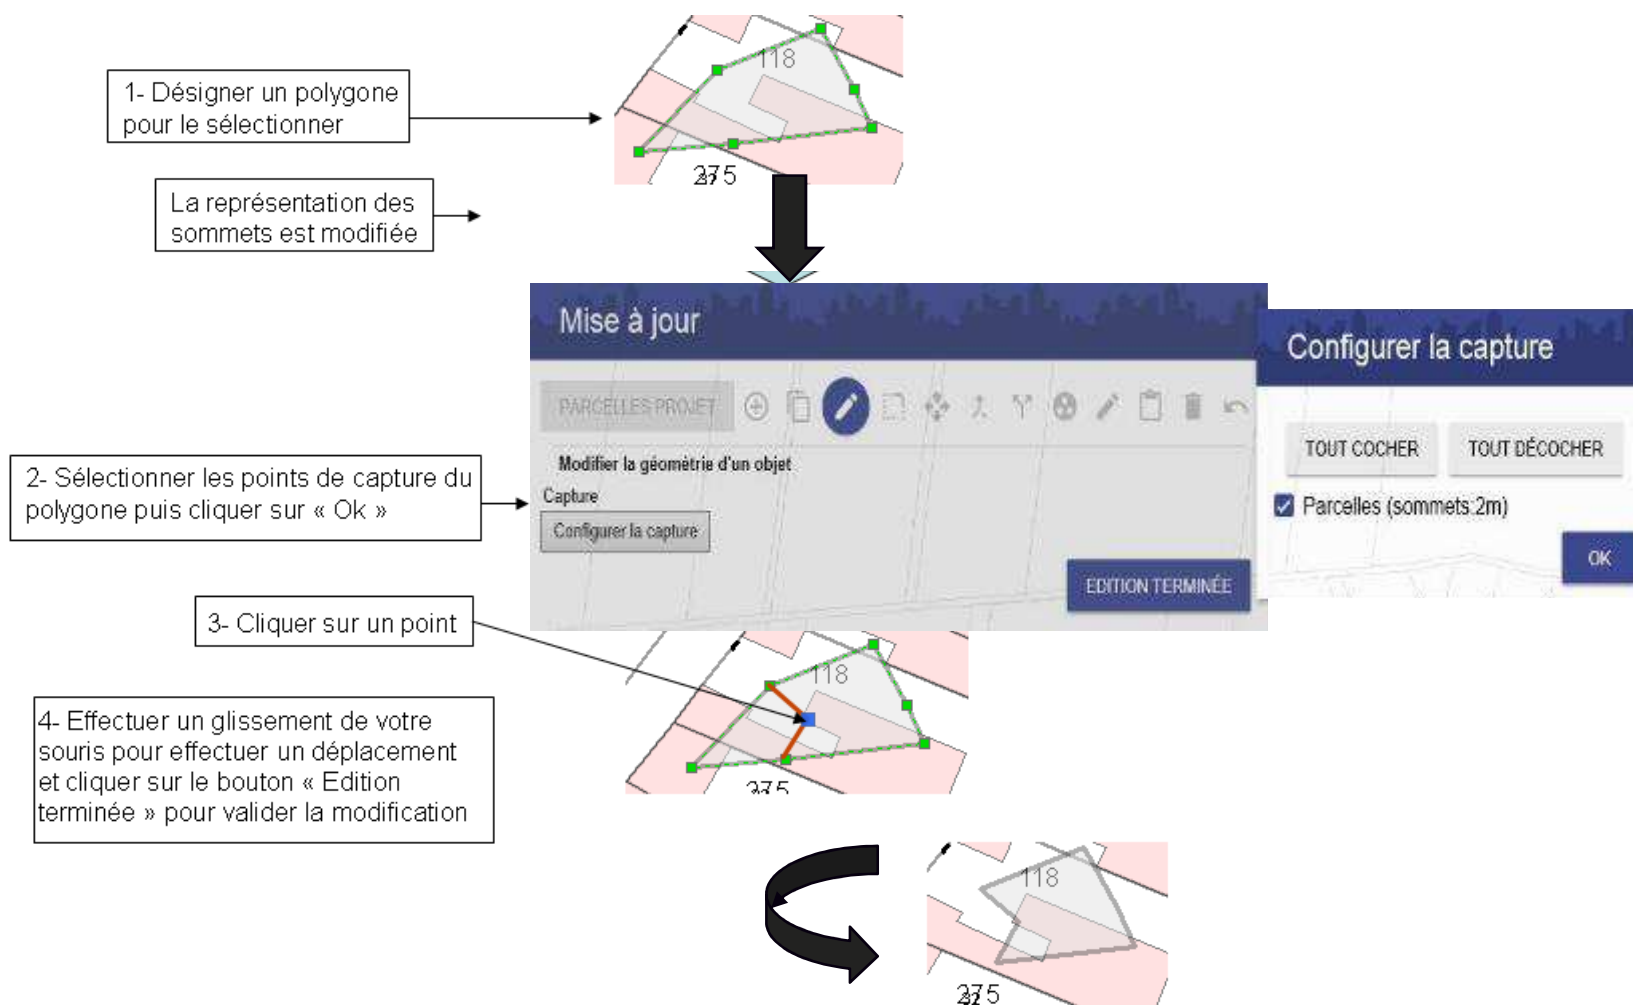 118
1- Désigner un polygone
pour le sélectionner
275
La représentation des
sommets est modifiée
Mise à jour
Configurer la capture
PARCELLES PROJET
TOUT COCHER
TOUT DÉCOCHER
Modifier la géométrie d'un objet
2- Sélectionner les points de capture du
polygone puis cliquer sur « Ok »
Capture
Configurer la capture
Parcelles (sommets:2m)
OK
EDITION TERMINÉE
3- Cliquer sur un point
118
4- Effectuer un glissement de votre
souris pour effectuer un déplacement
et cliquer sur le bouton « Edition
terminée » pour valider la modification
275
118
275